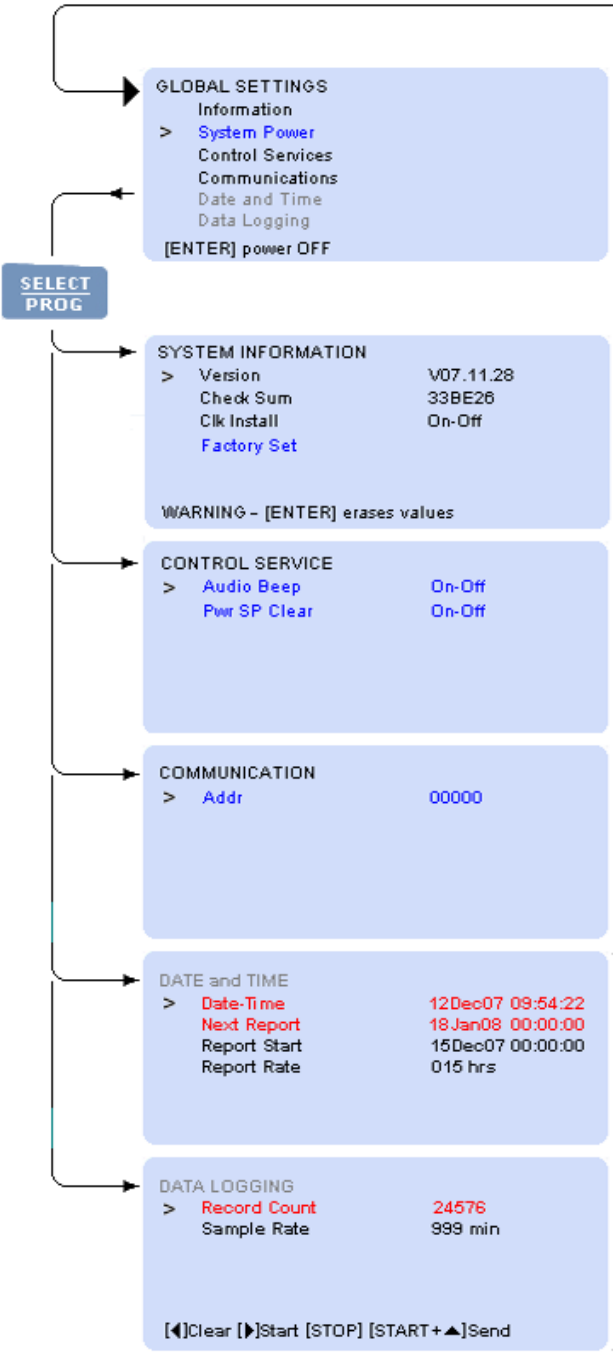 GLOBAL SETTINGS
Information
> System Power
Control Services
Communications
Date and Time
Data Logging
[ENTER] power OFF
SELECT
PROG
SYSTEM INFORMATION
> Version V07.11.28
Check Sum 33BE26
Clk Install On-Off
Factory Set
WARNING - [ENTER] erases values
CONTROL SERVICE
> Audio Beep On-Off
Pwr SP Clear On-Off
COMMUNICATION
> Addr 00000
DATE and TIME
> Date-Time 12Dec07 09:54:22
Next Report 18Jan08 00:00:00
Report Start 15Dec07 00:00:00
Report Rate 015 hrs
DATA LOGGING
> Record Count 24576
Sample Rate 999 min
[◀]Clear [▶]Start [STOP] [START+▲]Send